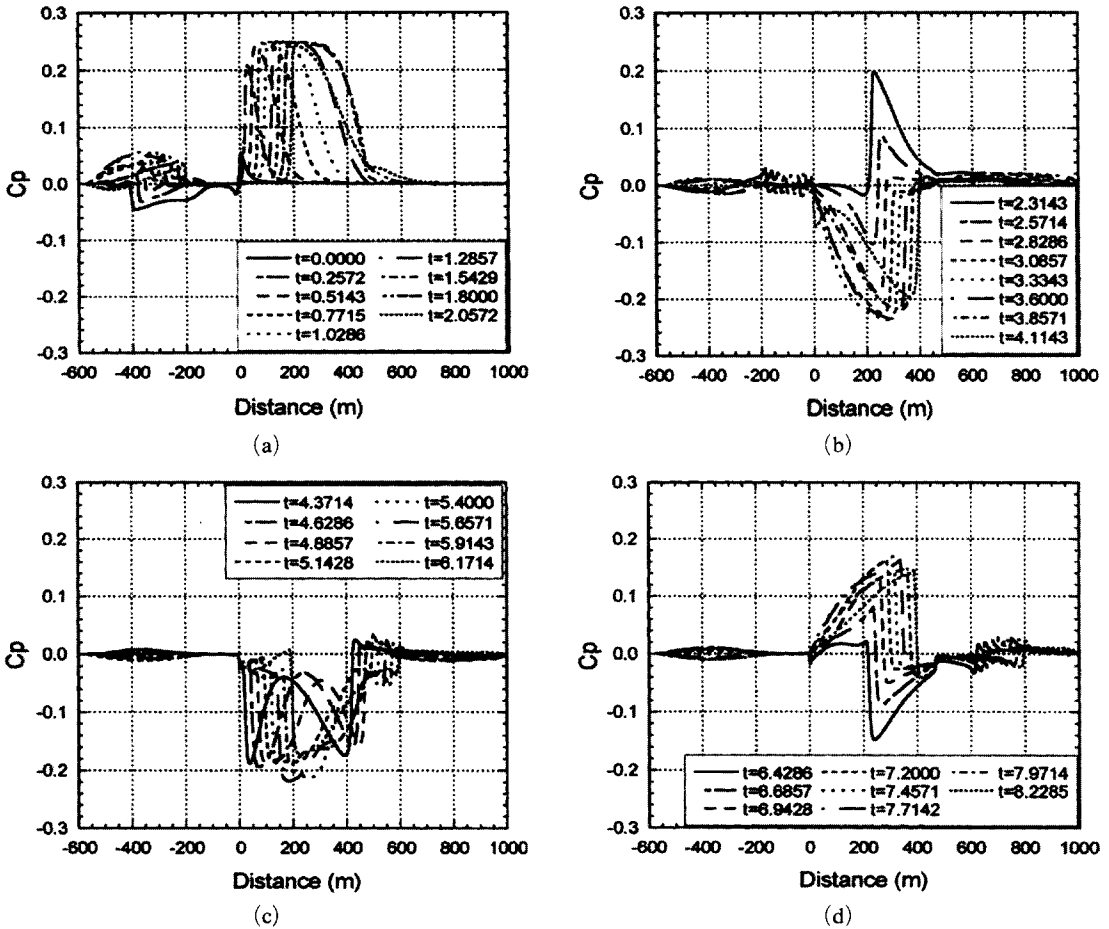 0.3
0.2
0.1
0.0
-0.1
-0.2
-0.3
Cp
-600 -400 -200 0 200 400 600 800 1000
Distance (m)
t=0.0000 t=1.2857
t=0.2572 t=1.5429
t=0.5143 t=1.8000
t=0.7715 t=2.0572
t=1.0286
(a)
0.3
0.2
0.1
0.0
-0.1
-0.2
-0.3
Cp
-600 -400 -200 0 200 400 600 800 1000
Distance (m)
t=2.3143
t=2.5714
t=2.8286
t=3.0857
t=3.3343
t=3.6000
t=3.8571
t=4.1143
(b)
0.3
0.2
0.1
0.0
-0.1
-0.2
-0.3
Cp
-600 -400 -200 0 200 400 600 800 1000
Distance (m)
t=4.3714 t=5.4000
t=4.6286 t=5.6571
t=4.8857 t=5.9143
t=5.1428 t=6.1714
(c)
0.3
0.2
0.1
0.0
-0.1
-0.2
-0.3
Cp
-600 -400 -200 0 200 400 600 800 1000
Distance (m)
t=6.4286 t=7.2000 t=7.9714
t=6.6857 t=7.4571 t=8.2285
t=6.9428 t=7.7142
(d)